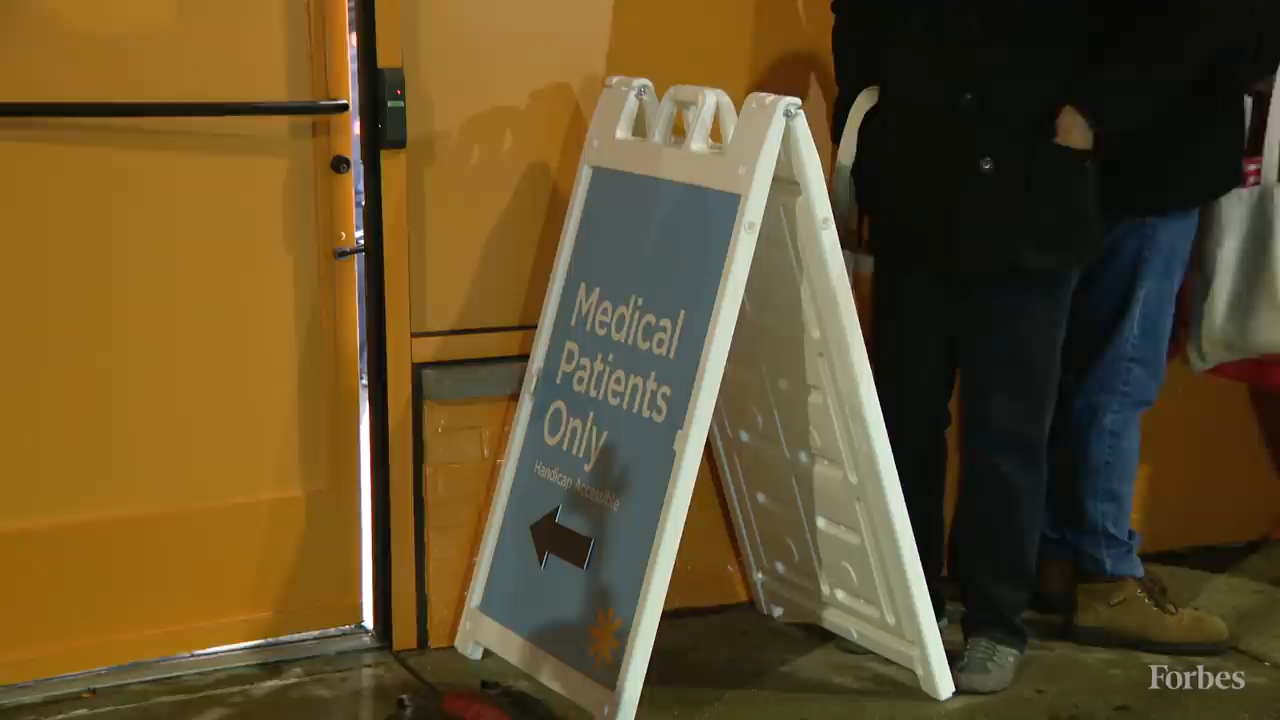 Medical
Patients
Only
Handicap Accessible
Forbes